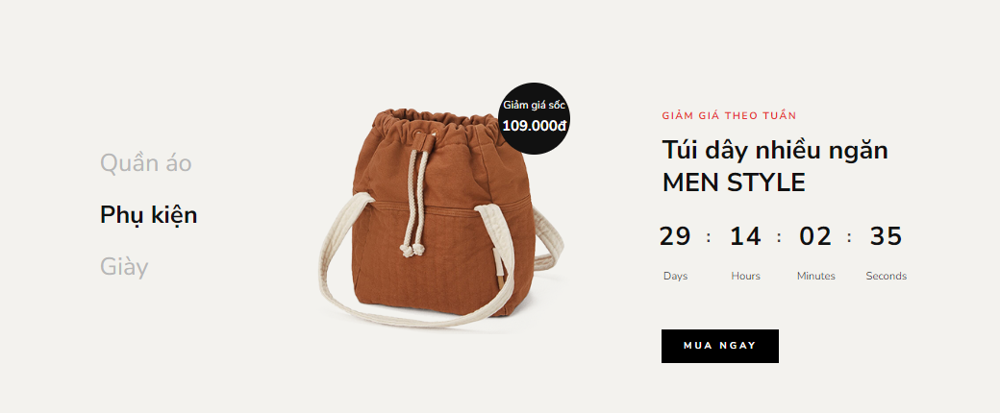 Quần áo
Phụ kiện
Giày
Giảm giá sốc
109.000đ
GIẢM GIÁ THEO TUẦN
Túi dây nhiều ngăn
MEN STYLE
29 : 14 : 02 : 35
Days Hours Minutes Seconds
MUA NGAY